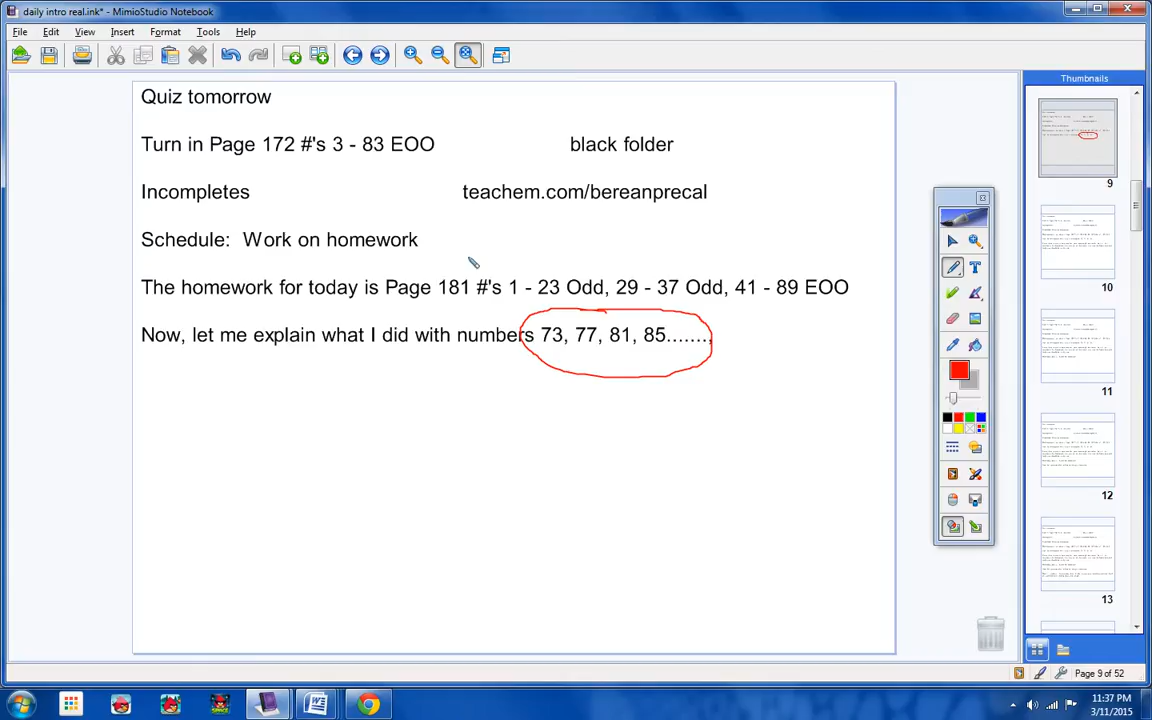 daily intro real.ink* - MimioStudio Notebook
File Edit View Insert Format Tools Help
Thumbnails
Quiz tomorrow
Turn in Page 172 #'s 3 - 83 EOO black folder
Incompletes teachem.com/bereanprecal
Schedule: Work on homework
The homework for today is Page 181 #'s 1 - 23 Odd, 29 - 37 Odd, 41 - 89 EOO
Now, let me explain what I did with numbers 73, 77, 81, 85.......,
9
10
11
12
13
Page 9 of 52
11:37 PM
3/11/2015